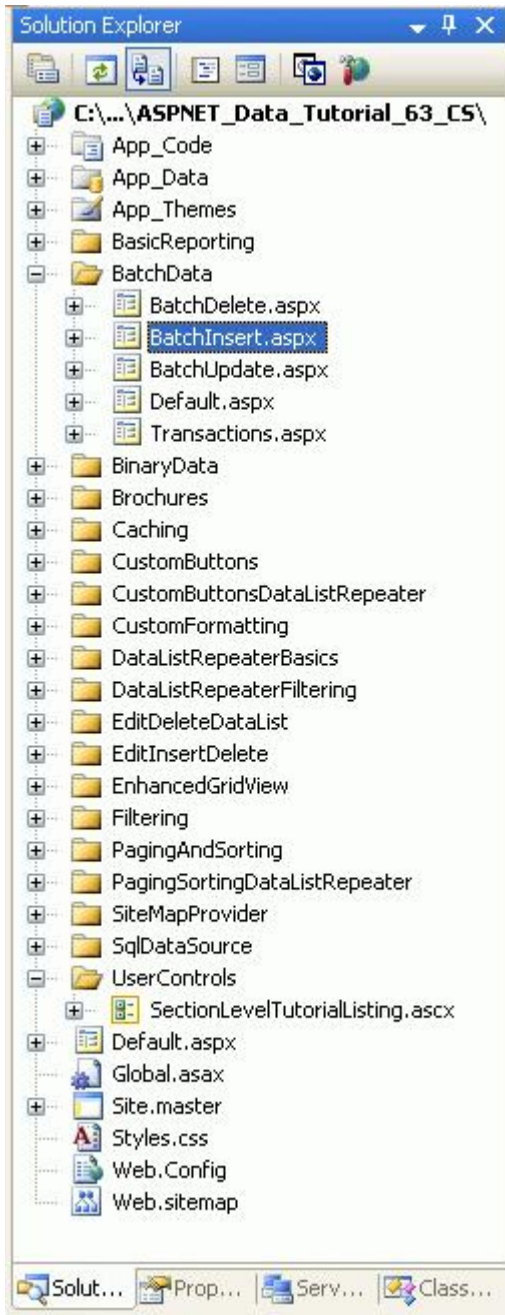 Solution Explorer
C:\...\ASPNET_Data_Tutorial_63_CS\
App_Code
App_Data
App_Themes
BasicReporting
BatchData
BatchDelete.aspx
BatchInsert.aspx
BatchUpdate.aspx
Default.aspx
Transactions.aspx
BinaryData
Brochures
Caching
CustomButtons
CustomButtonsDataListRepeater
CustomFormatting
DataListRepeaterBasics
DataListRepeaterFiltering
EditDeleteDataList
EditInsertDelete
EnhancedGridView
Filtering
PagingAndSorting
PagingSortingDataListRepeater
SiteMapProvider
SqlDataSource
UserControls
SectionLevelTutorialListing.ascx
Default.aspx
Global.asax
Site.master
Styles.css
Web.Config
Web.sitemap
Solut... Prop... Serv... Class...